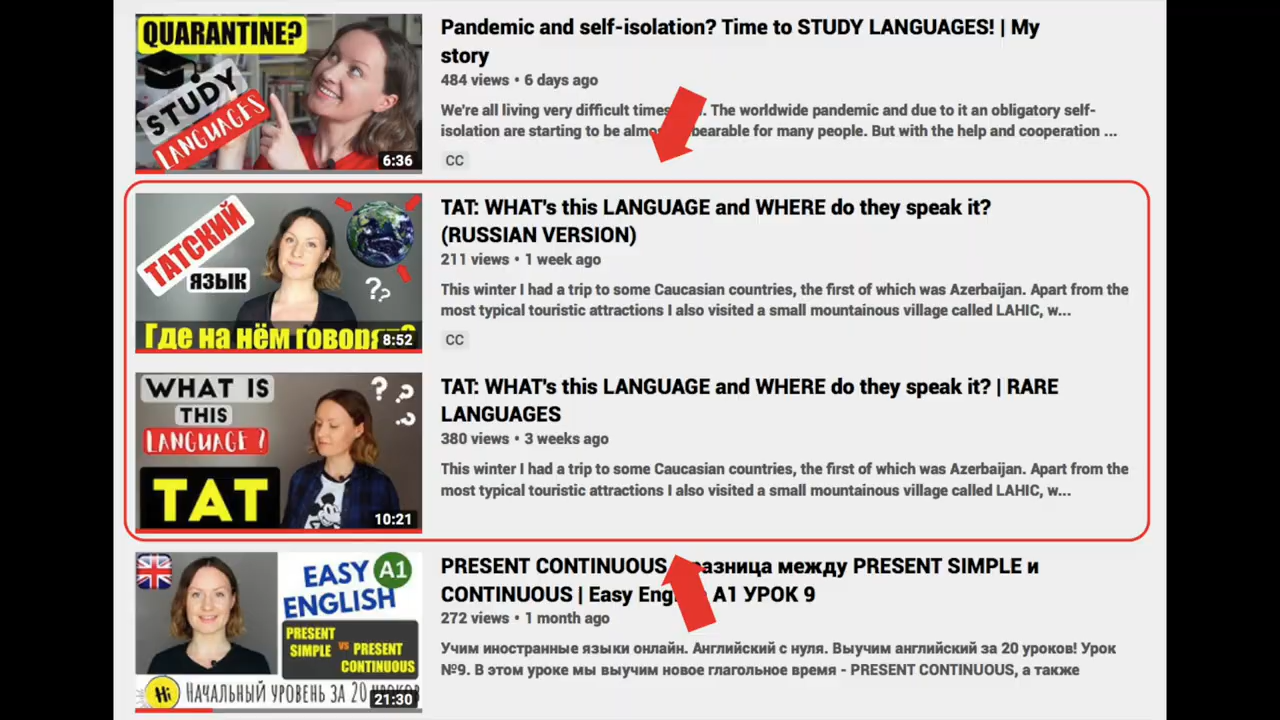 QUARANTINE?
STUDY
LANGUAGES
6:36
Pandemic and self-isolation? Time to STUDY LANGUAGES! | My
story
484 views • 6 days ago
We're all living very difficult times The worldwide pandemic and due to it an obligatory self-
isolation are starting to be people. But with the help and cooperation ...
CC
ТАТСКИЙ
ЯЗЫК
??
Где на нём
8:52
TAT: WHAT's this LANGUAGE and WHERE do they speak it?
(RUSSIAN VERSION)
211 views • 1 week ago
This winter I had a trip to some Caucasian countries, the first of which was Azerbaijan. Apart from the
most typical touristic attractions I also visited a small mountainous village called LAHIC, w...
CC
WHAT IS
THIS
LANGUAGE?
TAT
? ? ?
10:21
TAT: WHAT's this LANGUAGE and WHERE do they speak it? | RARE
LANGUAGES
380 views • 3 weeks ago
This winter I had a trip to some Caucasian countries, the first of which was Azerbaijan. Apart from the
most typical touristic attractions I also visited a small mountainous village called LAHIC, w...
EASY A1
ENGLISH
PRESENT
SIMPLE VS PRESENT
CONTINUOUS
Hi НАЧАЛЬНЫЙ УРОВЕНЬ ЗА 20
21:30
PRESENT CONTINUOUS между PRESENT SIMPLE и
CONTINUOUS | Easy A1 УРОК 9
272 views • 1 month ago
Учим иностранные языки онлайн. Английский с нуля. Выучим английский за 20 уроков! Урок
№9. В этом уроке мы выучим новое глагольное время - PRESENT CONTINUOUS, а также